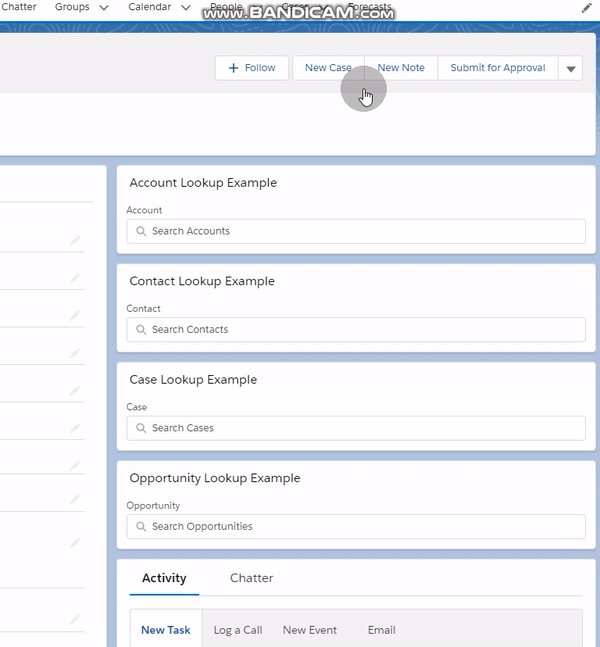 Chatter Groups Calendar People Cases Forecasts
www.BANDICAM.com
+ Follow New Case New Note Submit for Approval
Account Lookup Example
Account
Search Accounts
Contact Lookup Example
Contact
Search Contacts
Case Lookup Example
Case
Search Cases
Opportunity Lookup Example
Opportunity
Search Opportunities
Activity Chatter
New Task Log a Call New Event Email